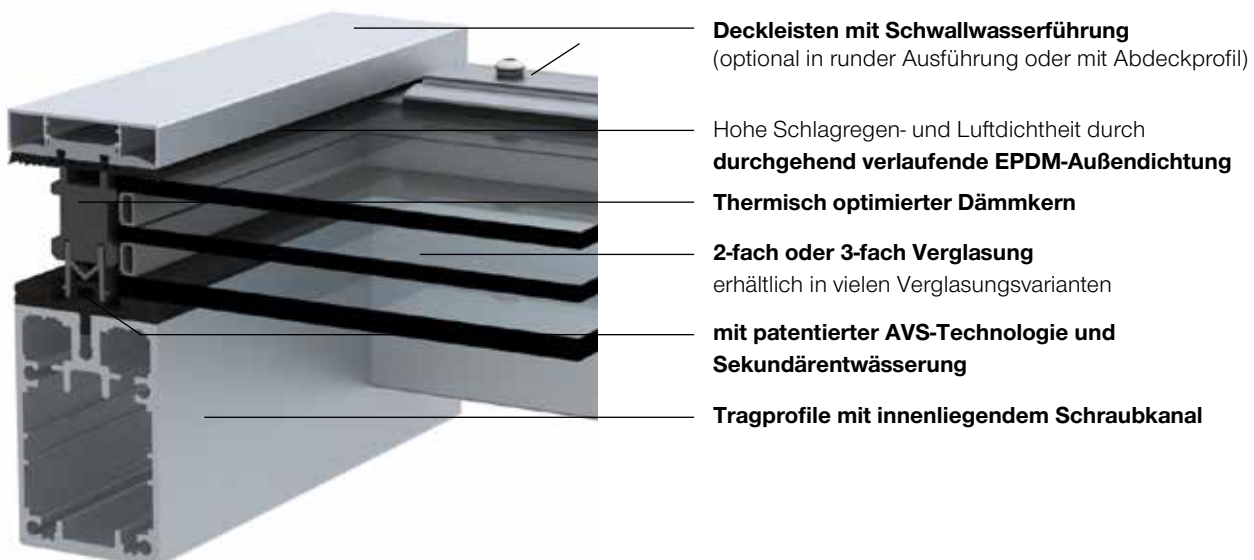 Deckleisten mit Schwallwasserführung
(optional in runder Ausführung oder mit Abdeckprofil)
Hohe Schlagregen- und Luftdichtheit durch
durchgehend verlaufende EPDM-Außendichtung
Thermisch optimierter Dämmkern
2-fach oder 3-fach Verglasung
erhältlich in vielen Verglasungsvarianten
mit patentierter AVS-Technologie und
Sekundärentwässerung
Tragprofile mit innenliegendem Schraubkanal